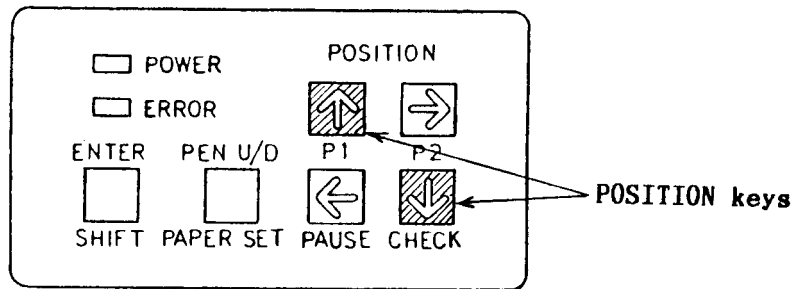 POSITION
POWER
ERROR
ENTER PEN U/D P1 P2
POSITION keys
SHIFT PAPER SET PAUSE CHECK